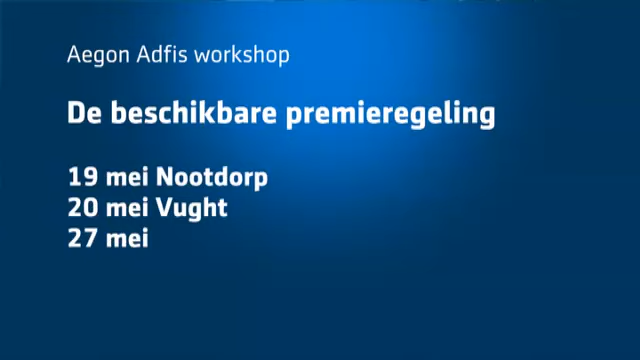 Aegon Adfis workshop
De beschikbare premieregeling
19 mei Nootdorp
20 mei Vught
27 mei